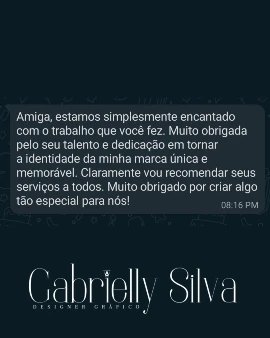 Amiga, estamos simplesmente encantado
com o trabalho que você fez. Muito obrigada
pelo seu talento e dedicação em tornar
a identidade da minha marca única e
memorável. Claramente vou recomendar seus
serviços a todos. Muito obrigado por criar algo
tão especial para nós!
08:16 PM
Gabrielly Silva
DESIGNER GRÁFICO